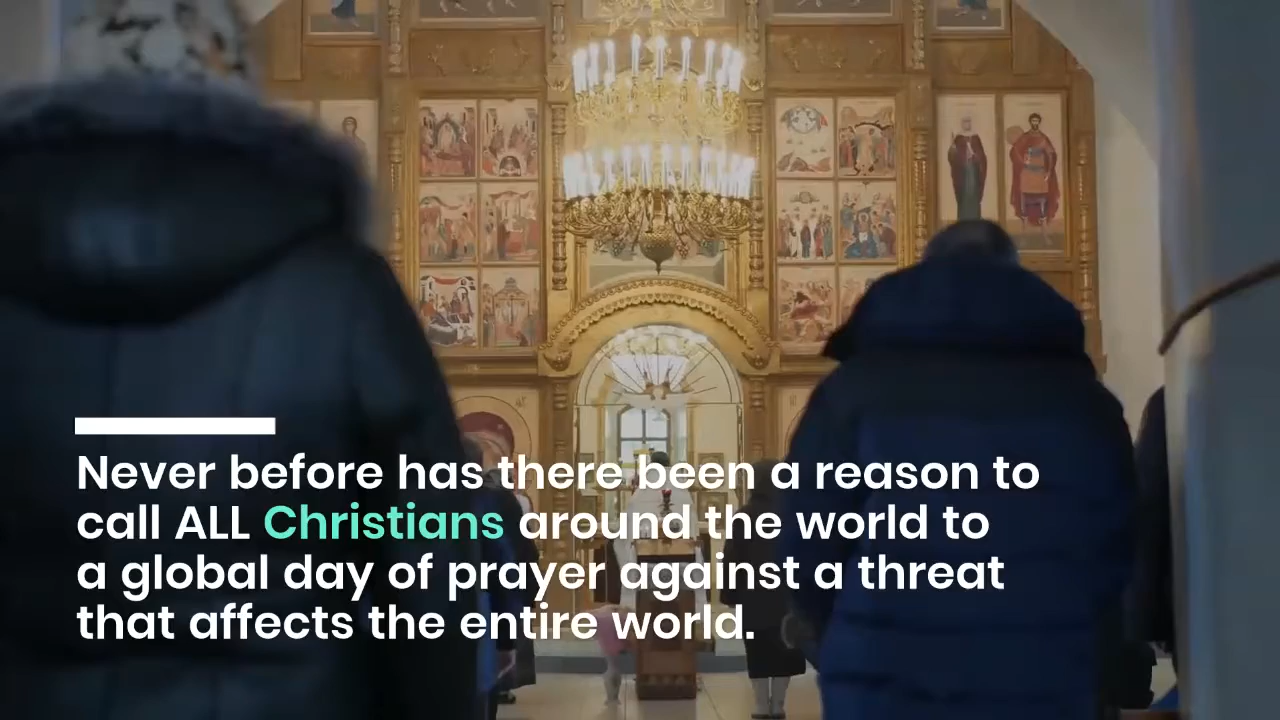 Never before has there been a reason to
call ALL Christians around the world to
a global day of prayer against a threat
that affects the entire world.